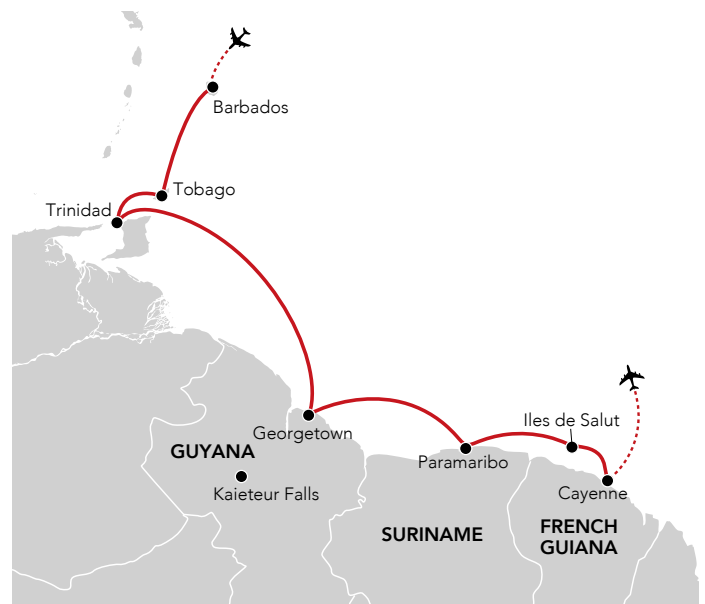 Barbados
Tobago
Trinidad
Georgetown
GUYANA
Kaieteur Falls
Iles de Salut
Paramaribo
Cayenne
SURINAME
FRENCH
GUIANA